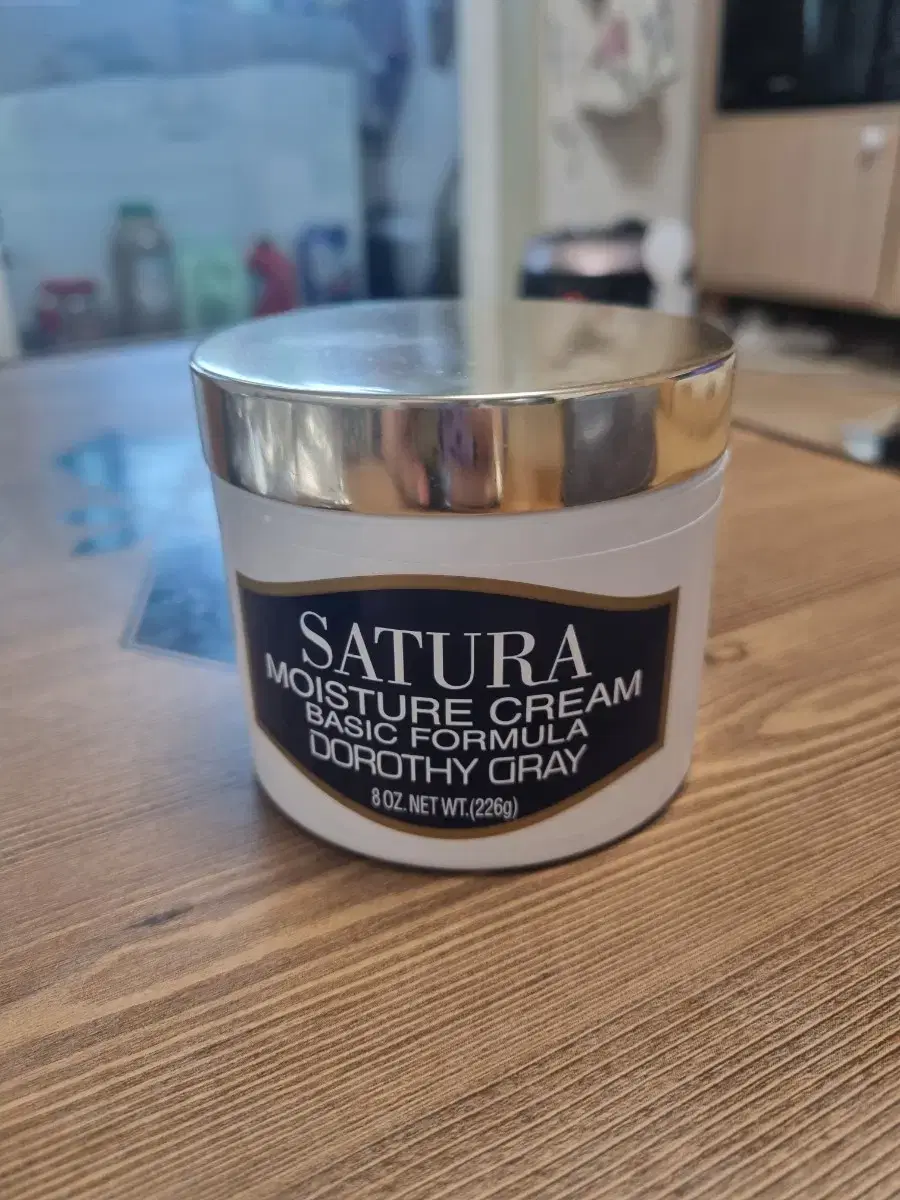 SATURA
MOISTURE CREAM
BASIC FORMULA
DOROTHY GRAY
8 OZ. NET WT. (226g)